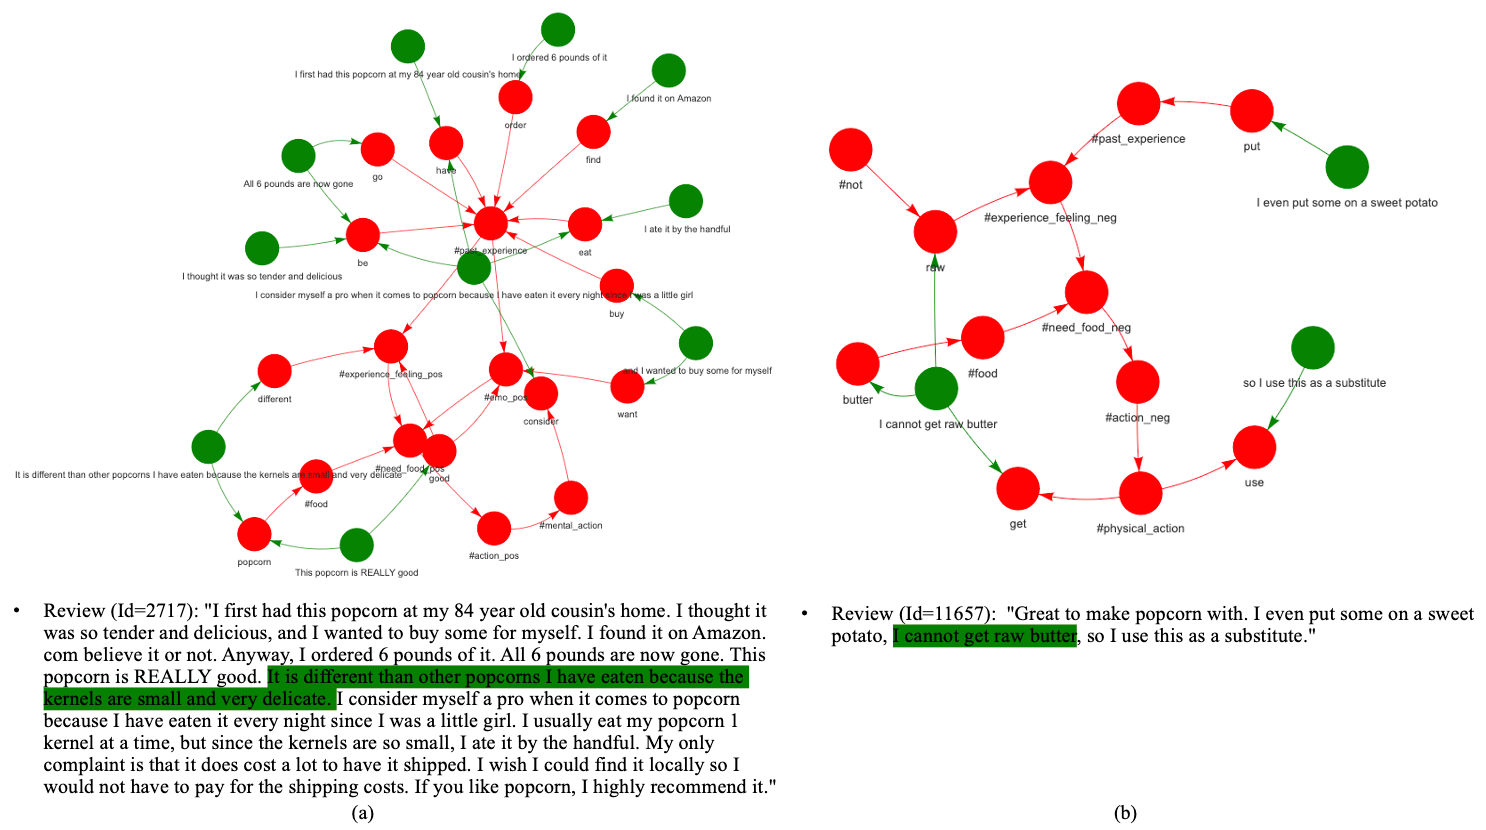 I ordered 6 pounds of it
I first had this popcorn at my 84 year old cousin's home
I found it on Amazon
order
find
have
go
All 6 pounds are now gone
I ate it by the handful
eat
#past_experience
be
I thought it was so tender and delicious
I consider myself a pro when it comes to popcorn because I have eaten it every night since I was a little girl
buy
and I wanted to buy some for myself
#experience_feeling_pos
different
#emo_pos
want
consider
#need_food_pos
It is different than other popcorns I have eaten because the kernels are small and very delicate
good
#food
#mental_action
#action_pos
popcorn
This popcorn is REALLY good
#past_experience
put
#not
I even put some on a sweet potato
#experience_feeling_neg
raw
#need_food_neg
#food
so I use this as a substitute
butter
#action_neg
I cannot get raw butter
use
get
#physical_action
• Review (Id=2717): "I first had this popcorn at my 84 year old cousin's home. I thought it
was so tender and delicious, and I wanted to buy some for myself. I found it on Amazon.
com believe it or not. Anyway, I ordered 6 pounds of it. All 6 pounds are now gone. This
popcorn is REALLY good. It is different than other popcorns I have eaten because the
kernels are small and very delicate. I consider myself a pro when it comes to popcorn
because I have eaten it every night since I was a little girl. I usually eat my popcorn 1
kernel at a time, but since the kernels are so small, I ate it by the handful. My only
complaint is that it does cost a lot to have it shipped. I wish I could find it locally so I
would not have to pay for the shipping costs. If you like popcorn, I highly recommend it."
(a)
• Review (Id=11657): "Great to make popcorn with. I even put some on a sweet
potato, I cannot get raw butter, so I use this as a substitute."
(b)